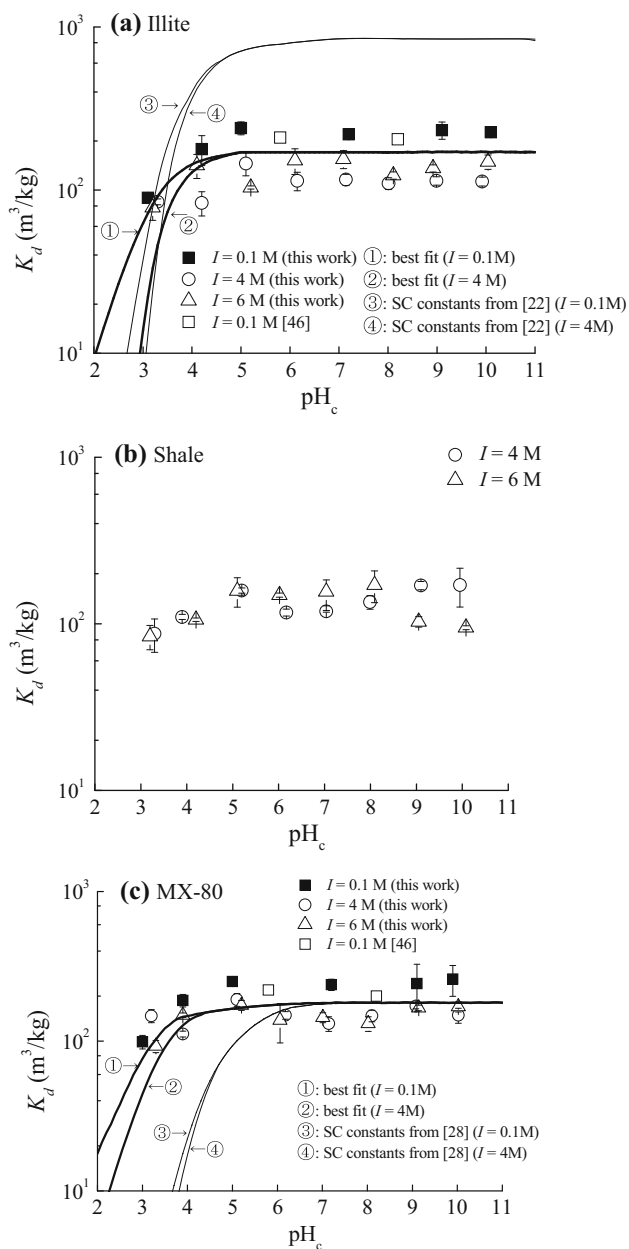 (a) Illite
10³
10²
10¹
K_d (m³/kg)
③→
←④
①→
←②
■ I = 0.1 M (this work)
○ I = 4 M (this work)
△ I = 6 M (this work)
□ I = 0.1 M [46]
①: best fit (I = 0.1M)
②: best fit (I = 4 M)
③: SC constants from [22] (I = 0.1M)
④: SC constants from [22] (I = 4M)
2 3 4 5 6 7 8 9 10 11
pH_c
(b) Shale
○ I = 4 M
△ I = 6 M
10³
10²
10¹
K_d (m³/kg)
2 3 4 5 6 7 8 9 10 11
pH_c
(c) MX-80
■ I = 0.1 M (this work)
○ I = 4 M (this work)
△ I = 6 M (this work)
□ I = 0.1 M [46]
10³
10²
10¹
K_d (m³/kg)
①→
←②
③→
←④
①: best fit (I = 0.1M)
②: best fit (I = 4M)
③: SC constants from [28] (I = 0.1M)
④: SC constants from [28] (I = 4M)
2 3 4 5 6 7 8 9 10 11
pH_c